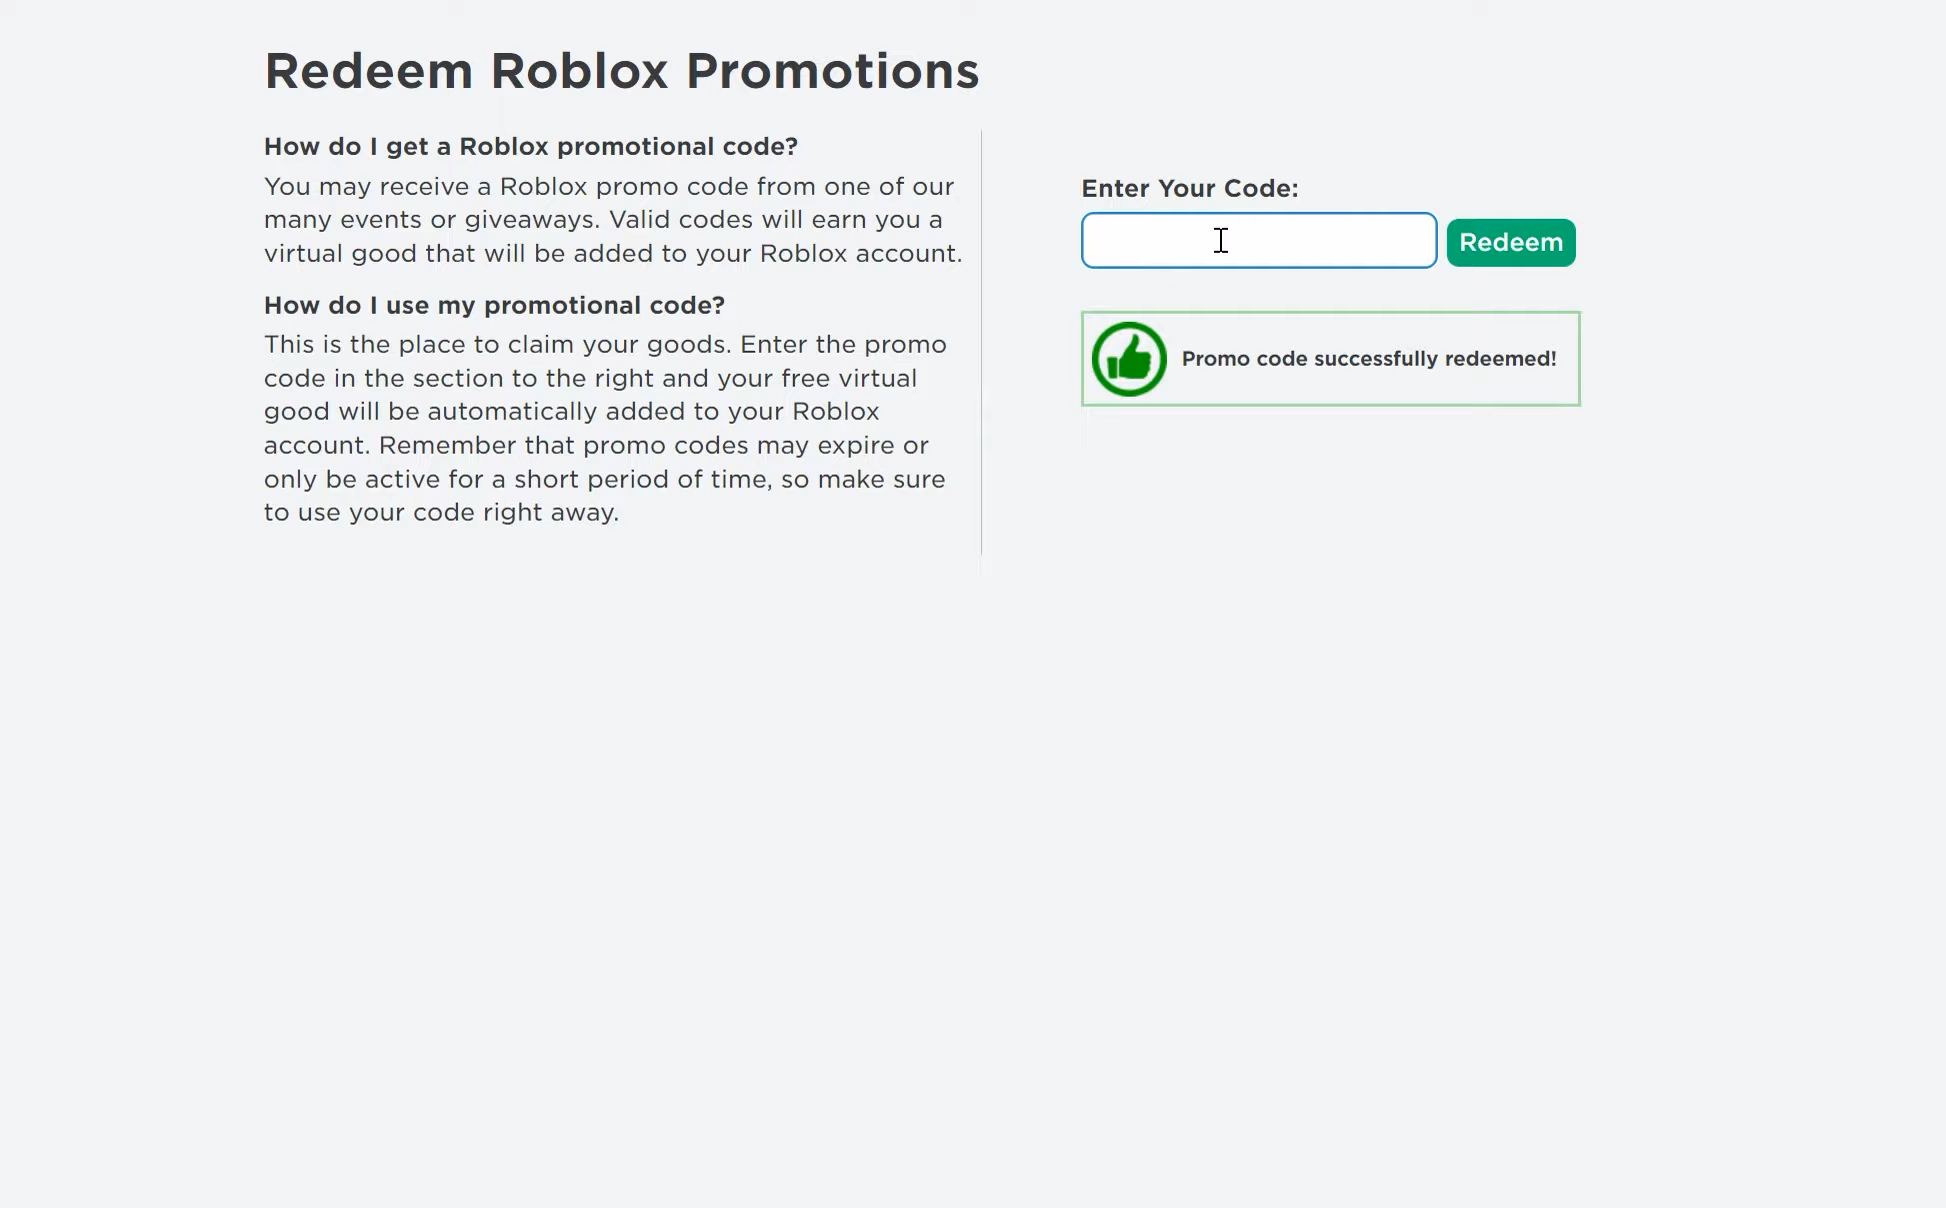 Redeem Roblox Promotions
How do I get a Roblox promotional code?
You may receive a Roblox promo code from one of our
many events or giveaways. Valid codes will earn you a
virtual good that will be added to your Roblox account.
How do I use my promotional code?
This is the place to claim your goods. Enter the promo
code in the section to the right and your free virtual
good will be automatically added to your Roblox
account. Remember that promo codes may expire or
only be active for a short period of time, so make sure
to use your code right away.
Enter Your Code:
Redeem
Promo code successfully redeemed!